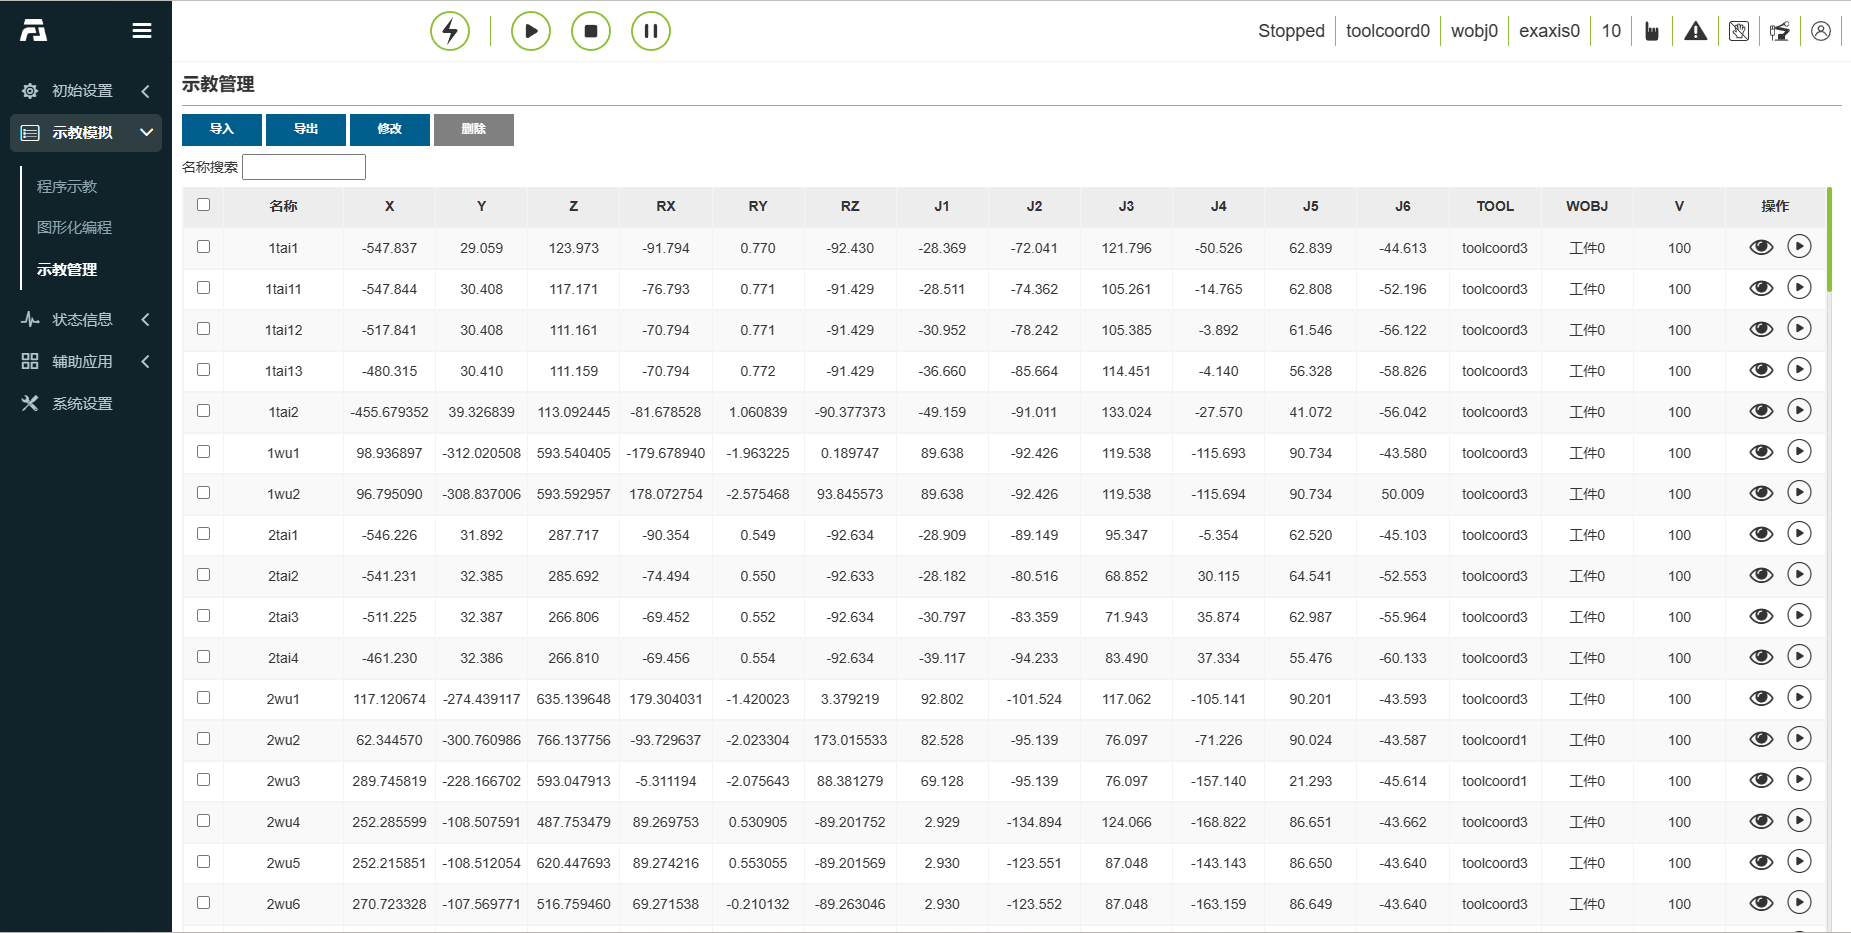 Stopped toolcoord0 wobj0 exaxis0 10
初始设置
示教模拟
程序示教
图形化编程
示教管理
状态信息
辅助应用
系统设置
示教管理
导入 导出 修改 删除
名称搜索
名称 X Y Z RX RY RZ J1 J2 J3 J4 J5 J6 TOOL WOBJ V 操作
1tai1 -547.837 29.059 123.973 -91.794 0.770 -92.430 -28.369 -72.041 121.796 -50.526 62.839 -44.613 toolcoord3 工件0 100
1tai11 -547.844 30.408 117.171 -76.793 0.771 -91.429 -28.511 -74.362 105.261 -14.765 62.808 -52.196 toolcoord3 工件0 100
1tai12 -517.841 30.408 111.161 -70.794 0.771 -91.429 -30.952 -78.242 105.385 -3.892 61.546 -56.122 toolcoord3 工件0 100
1tai13 -480.315 30.410 111.159 -70.794 0.772 -91.429 -36.660 -85.664 114.451 -4.140 56.328 -58.826 toolcoord3 工件0 100
1tai2 -455.679352 39.326839 113.092445 -81.678528 1.060839 -90.377373 -49.159 -91.011 133.024 -27.570 41.072 -56.042 toolcoord3 工件0 100
1wu1 98.936897 -312.020508 593.540405 -179.678940 -1.963225 0.189747 89.638 -92.426 119.538 -115.693 90.734 -43.580 toolcoord3 工件0 100
1wu2 96.795090 -308.837006 593.592957 178.072754 -2.575468 93.845573 89.638 -92.426 119.538 -115.694 90.734 50.009 toolcoord3 工件0 100
2tai1 -546.226 31.892 287.717 -90.354 0.549 -92.634 -28.909 -89.149 95.347 -5.354 62.520 -45.103 toolcoord3 工件0 100
2tai2 -541.231 32.385 285.692 -74.494 0.550 -92.633 -28.182 -80.516 68.852 30.115 64.541 -52.553 toolcoord3 工件0 100
2tai3 -511.225 32.387 266.806 -69.452 0.552 -92.634 -30.797 -83.359 71.943 35.874 62.987 -55.964 toolcoord3 工件0 100
2tai4 -461.230 32.386 266.810 -69.456 0.554 -92.634 -39.117 -94.233 83.490 37.334 55.476 -60.133 toolcoord3 工件0 100
2wu1 117.120674 -274.439117 635.139648 179.304031 -1.420023 3.379219 92.802 -101.524 117.062 -105.141 90.201 -43.593 toolcoord3 工件0 100
2wu2 62.344570 -300.760986 766.137756 -93.729637 -2.023304 173.015533 82.528 -95.139 76.097 -71.226 90.024 -43.587 toolcoord1 工件0 100
2wu3 289.745819 -228.166702 593.047913 -5.311194 -2.075643 88.381279 69.128 -95.139 76.097 -157.140 21.293 -45.614 toolcoord1 工件0 100
2wu4 252.285599 -108.507591 487.753479 89.269753 0.530905 -89.201752 2.929 -134.894 124.066 -168.822 86.651 -43.662 toolcoord3 工件0 100
2wu5 252.215851 -108.512054 620.447693 89.274216 0.553055 -89.201569 2.930 -123.551 87.048 -143.143 86.650 -43.640 toolcoord3 工件0 100
2wu6 270.723328 -107.569771 516.759460 69.271538 -0.210132 -89.263046 2.930 -123.552 87.048 -163.159 86.649 -43.640 toolcoord3 工件0 100